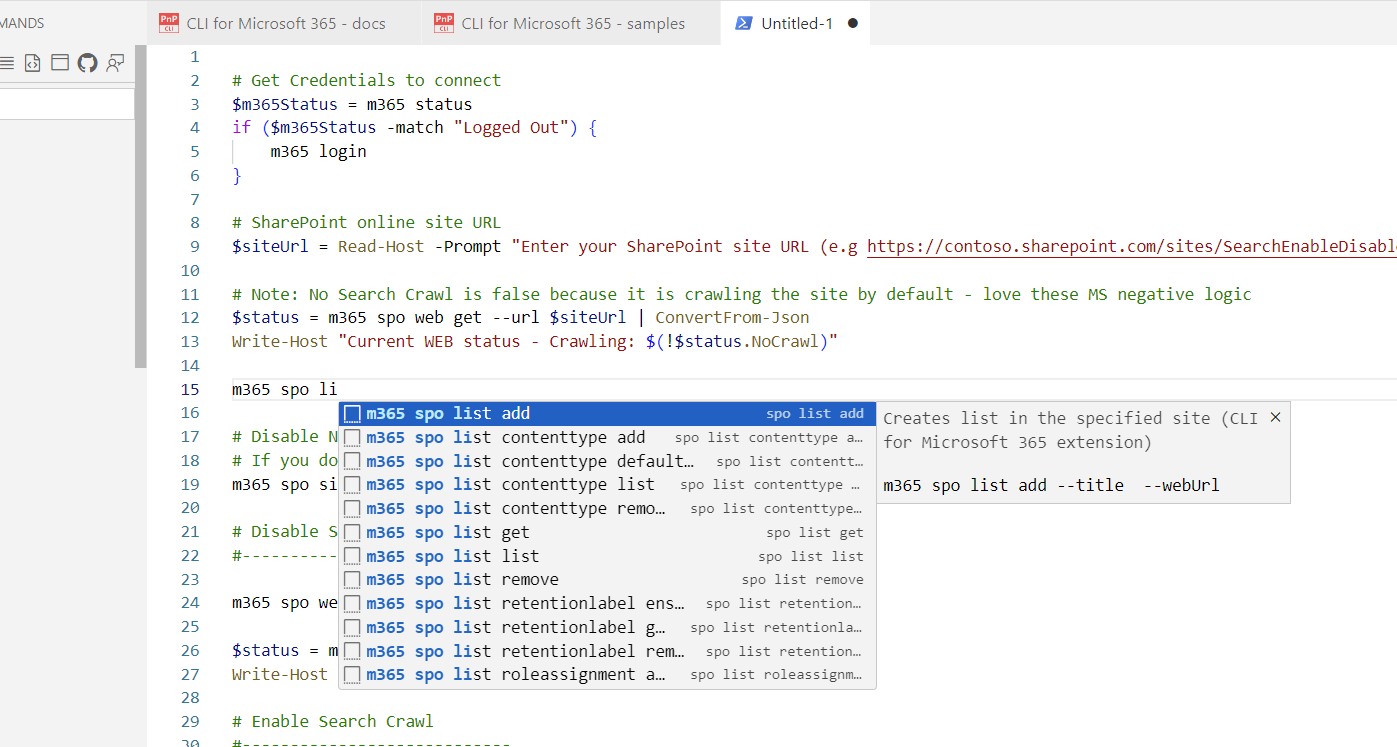 MANDS
PnP CLI CLI for Microsoft 365 - docs
PnP CLI CLI for Microsoft 365 - samples
Untitled-1
1
2 # Get Credentials to connect
3 $m365Status = m365 status
4 if ($m365Status -match "Logged Out") {
5 m365 login
6 }
7
8 # SharePoint online site URL
9 $siteUrl = Read-Host -Prompt "Enter your SharePoint site URL (e.g https://contoso.sharepoint.com/sites/SearchEnableDisable
10
11 # Note: No Search Crawl is false because it is crawling the site by default - love these MS negative logic
12 $status = m365 spo web get --url $siteUrl | ConvertFrom-Json
13 Write-Host "Current WEB status - Crawling: $(!$status.NoCrawl)"
14
15 m365 spo li
16
17 # Disable N
18 # If you do
19 m365 spo si
20
21 # Disable S
22 #----------
23
24 m365 spo we
25
26 $status = m
27 Write-Host
28
29 # Enable Search Crawl
30 #----------------------------
m365 spo list add spo list add
m365 spo list contenttype add spo list contenttype a…
m365 spo list contenttype default… spo list contentt…
m365 spo list contenttype list spo list contenttype …
m365 spo list contenttype remo… spo list contenttype…
m365 spo list get spo list get
m365 spo list list spo list list
m365 spo list remove spo list remove
m365 spo list retentionlabel ens… spo list retention…
m365 spo list retentionlabel g… spo list retentionla…
m365 spo list retentionlabel rem… spo list retention…
m365 spo list roleassignment a… spo list roleassignm…
Creates list in the specified site (CLI
for Microsoft 365 extension)
m365 spo list add --title --webUrl